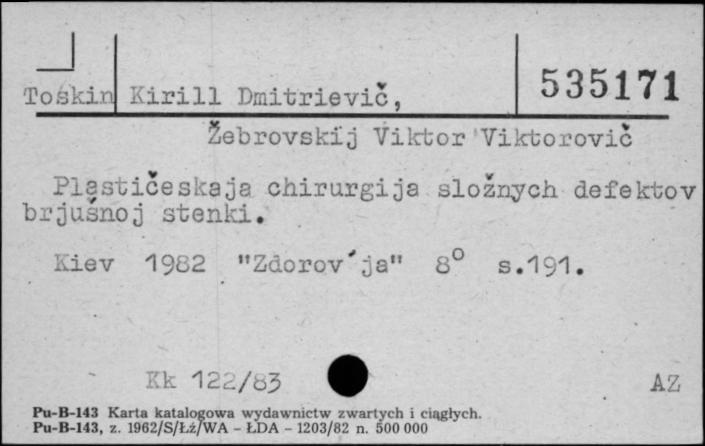 535171
Toskin Kirill Dmitrievič,
Žebrovskij Viktor Viktorovič
Plastičeskaja chirurgija složnych defektov
brjušnoj stenki.
Kiev 1982 "Zdorov'ja" 8° s.191.
Kk 122/83 AZ
Pu-B-143 Karta katalogowa wydawnictw zwartych i ciągłych.
Pu-B-143, z. 1962/S/Łż/WA – ŁDA – 1203/82 n. 500 000